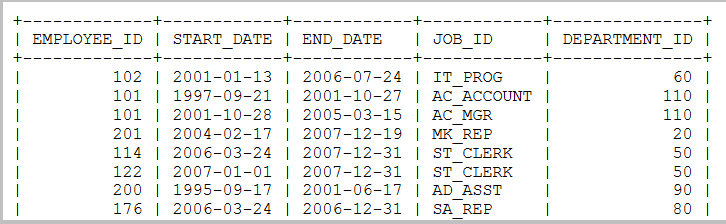 +-------------+------------+------------+------------+---------------+
| EMPLOYEE_ID | START_DATE | END_DATE   | JOB_ID     | DEPARTMENT_ID |
+-------------+------------+------------+------------+---------------+
|         102 | 2001-01-13 | 2006-07-24 | IT_PROG    |            60 |
|         101 | 1997-09-21 | 2001-10-27 | AC_ACCOUNT |           110 |
|         101 | 2001-10-28 | 2005-03-15 | AC_MGR     |           110 |
|         201 | 2004-02-17 | 2007-12-19 | MK_REP     |            20 |
|         114 | 2006-03-24 | 2007-12-31 | ST_CLERK   |            50 |
|         122 | 2007-01-01 | 2007-12-31 | ST_CLERK   |            50 |
|         200 | 1995-09-17 | 2001-06-17 | AD_ASST    |            90 |
|         176 | 2006-03-24 | 2006-12-31 | SA_REP     |            80 |